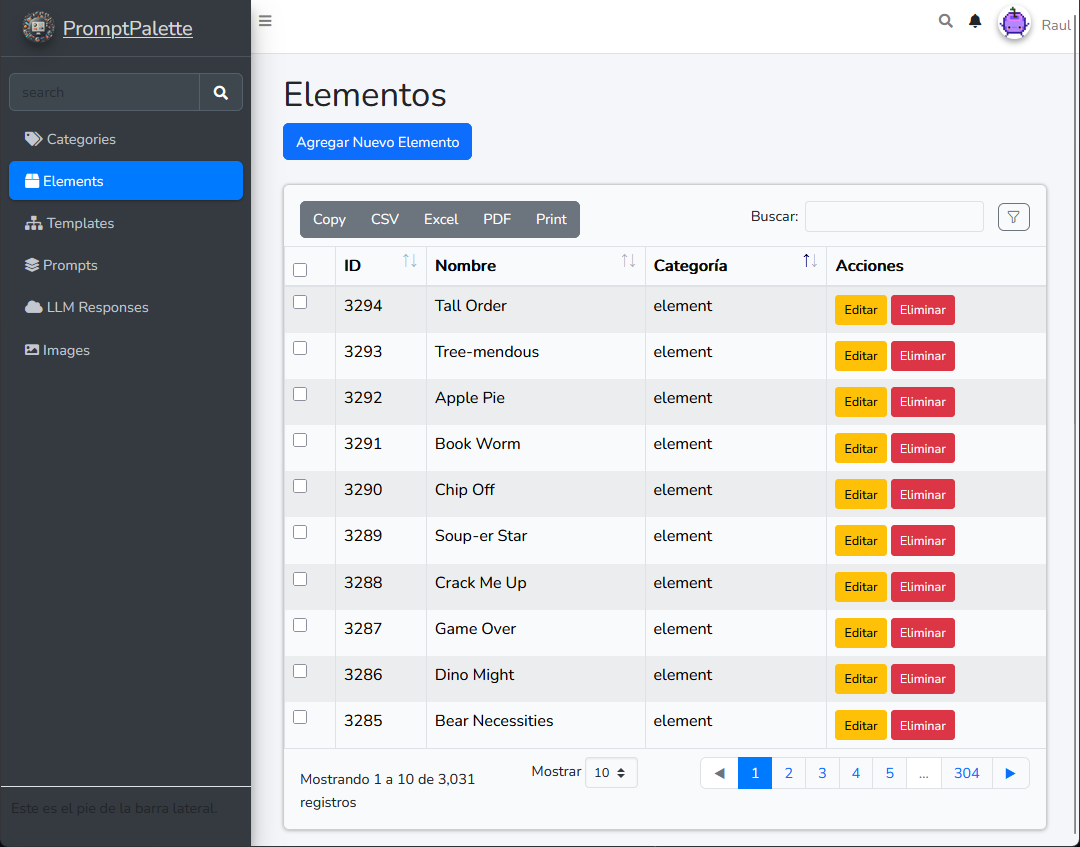 PromptPalette
Raul
search
Categories
Elements
Templates
Prompts
LLM Responses
Images
Este es el pie de la barra lateral.
Elementos
Agregar Nuevo Elemento
Copy CSV Excel PDF Print
Buscar:
ID Nombre Categoría Acciones
3294 Tall Order element Editar Eliminar
3293 Tree-mendous element Editar Eliminar
3292 Apple Pie element Editar Eliminar
3291 Book Worm element Editar Eliminar
3290 Chip Off element Editar Eliminar
3289 Soup-er Star element Editar Eliminar
3288 Crack Me Up element Editar Eliminar
3287 Game Over element Editar Eliminar
3286 Dino Might element Editar Eliminar
3285 Bear Necessities element Editar Eliminar
Mostrando 1 a 10 de 3,031
registros
Mostrar 10
1 2 3 4 5 ... 304